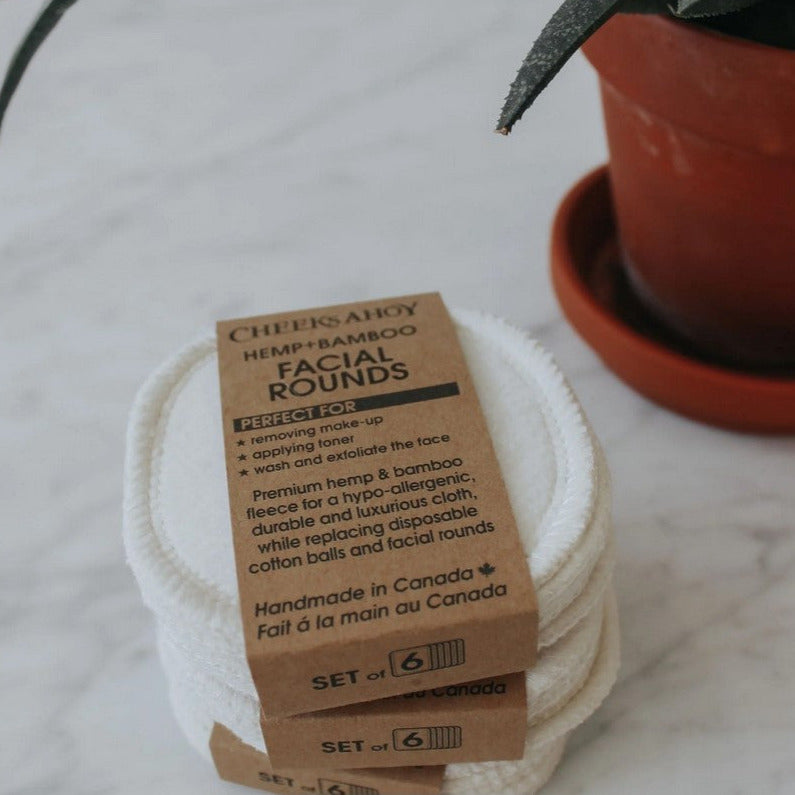 CHEEKS AHOY
HEMP+BAMBOO
FACIAL
ROUNDS
PERFECT FOR
★ removing make-up
★ applying toner
★ wash and exfoliate the face
Premium hemp & bamboo
fleece for a hypo-allergenic,
durable and luxurious cloth,
while replacing disposable
cotton balls and facial rounds
Handmade in Canada
Fait á la main au Canada
SET of 6
au Canada
SET of 6
SET of 6